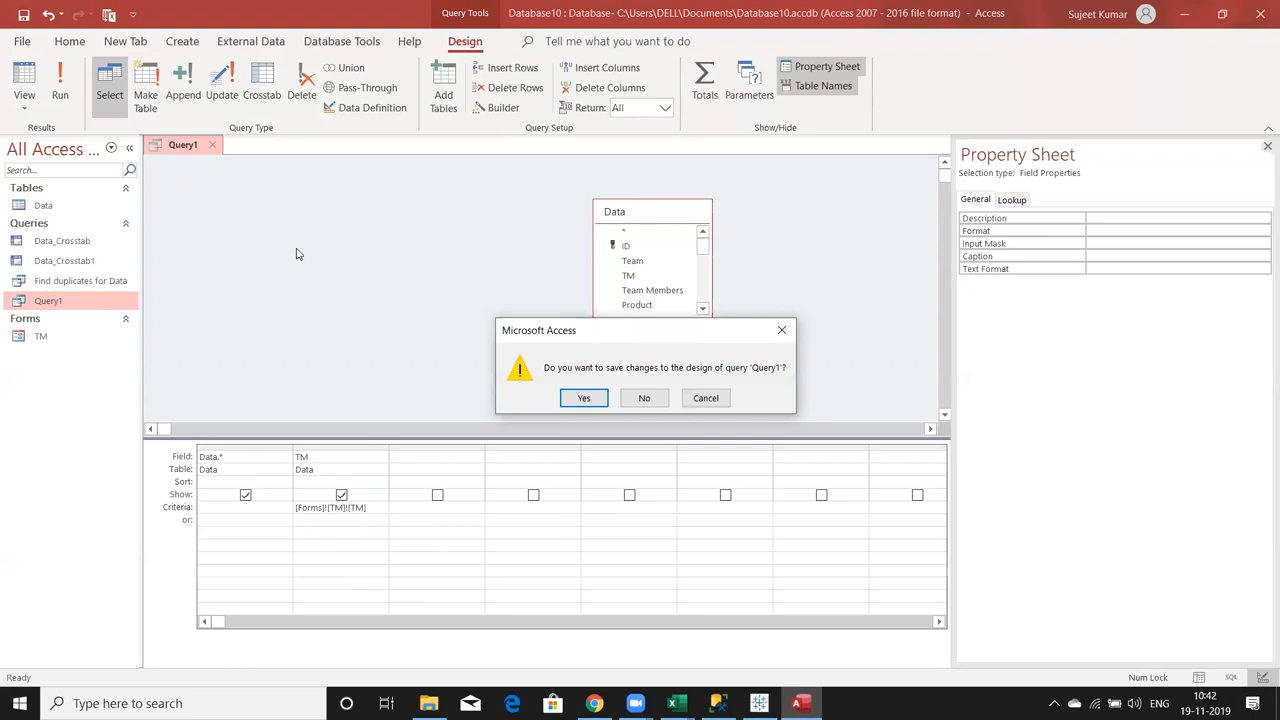 Query Tools
Database10 : Database- C:\Users\DELL\Documents\Database10.accdb (Access 2007 - 2016 file format) - Access
Sujeet Kumar
File Home New Tab Create External Data Database Tools Help Design Tell me what you want to do
View
Run
Select
Make Table
Append
Update
Crosstab
Delete
Union
Pass-Through
Data Definition
Add Tables
Insert Rows
Delete Rows
Builder
Insert Columns
Delete Columns
Return: All
Totals
Parameters
Property Sheet
Table Names
Results
Query Type
Query Setup
Show/Hide
All Access ...
Search...
Tables
Data
Queries
Data_Crosstab
Data_Crosstab1
Find duplicates for Data
Query1
Forms
TM
Query1
Data
*
ID
Team
TM
Team Members
Product
Microsoft Access
Do you want to save changes to the design of query 'Query1'?
Yes No Cancel
Field: Data.* TM
Table: Data Data
Sort:
Show:
Criteria: [Forms]![TM]![TM]
or:
Property Sheet
Selection type: Field Properties
General Lookup
Description
Format
Input Mask
Caption
Text Format
Ready
Num Lock
SQL
Type here to search
ENG
10:42
19-11-2019